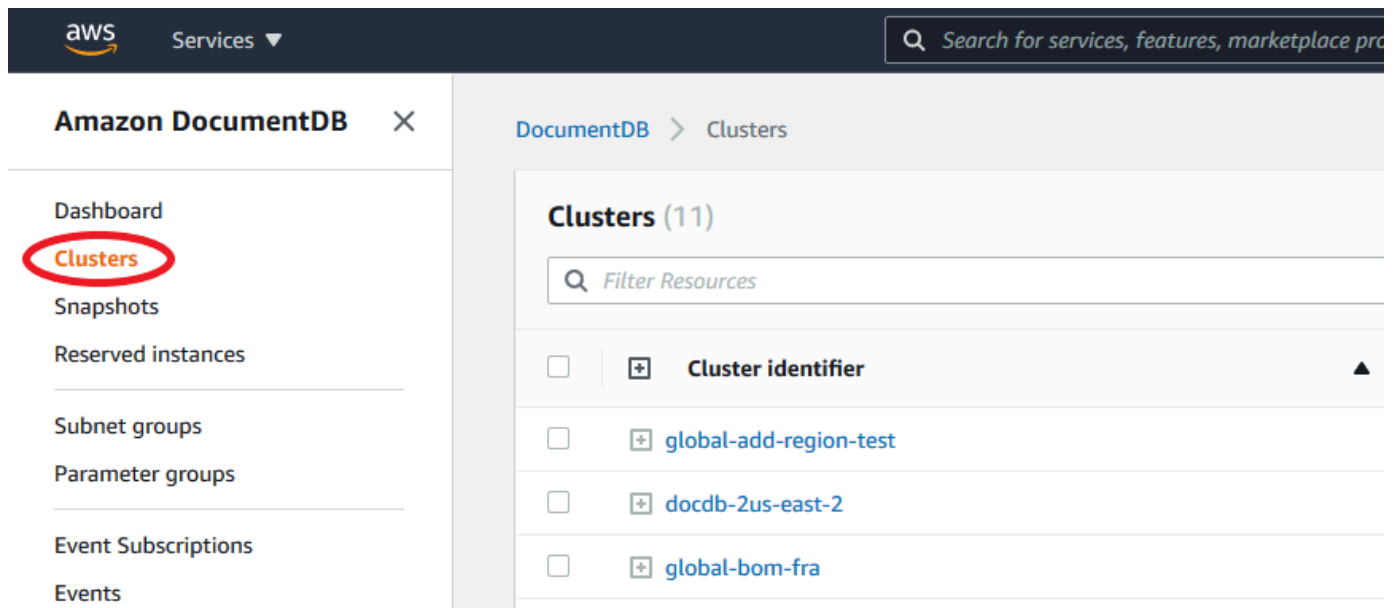 aws Services ▼ Search for services, features, marketplace pro
Amazon DocumentDB
Dashboard
Clusters
Snapshots
Reserved instances
Subnet groups
Parameter groups
Event Subscriptions
Events
DocumentDB > Clusters
Clusters (11)
Filter Resources
Cluster identifier
global-add-region-test
docdb-2us-east-2
global-bom-fra